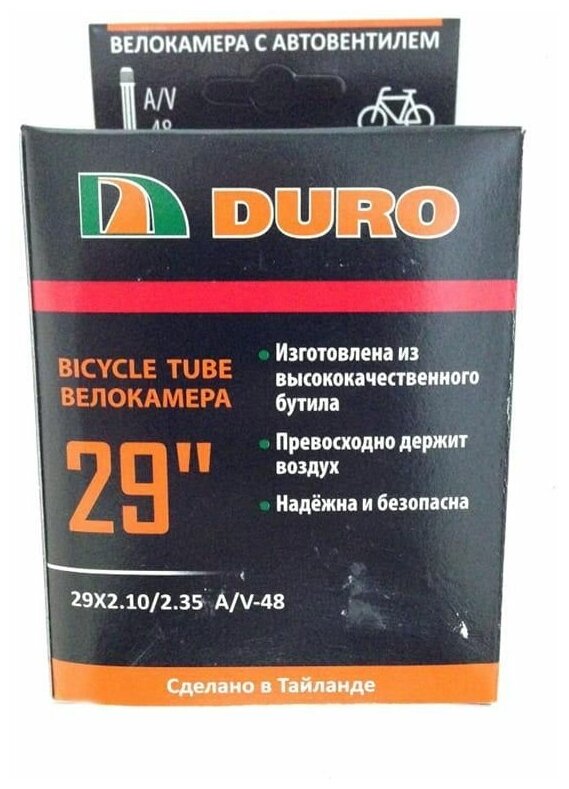 ВЕЛОКАМЕРА С АВТОВЕНТИЛЕМ
A/V
48
DURO
BICYCLE TUBE
ВЕЛОКАМЕРА
29"
Изготовлена из
высококачественного
бутила
Превосходно держит
воздух
Надёжна и безопасна
29X2.10/2.35 A/V-48
Сделано в Тайланде